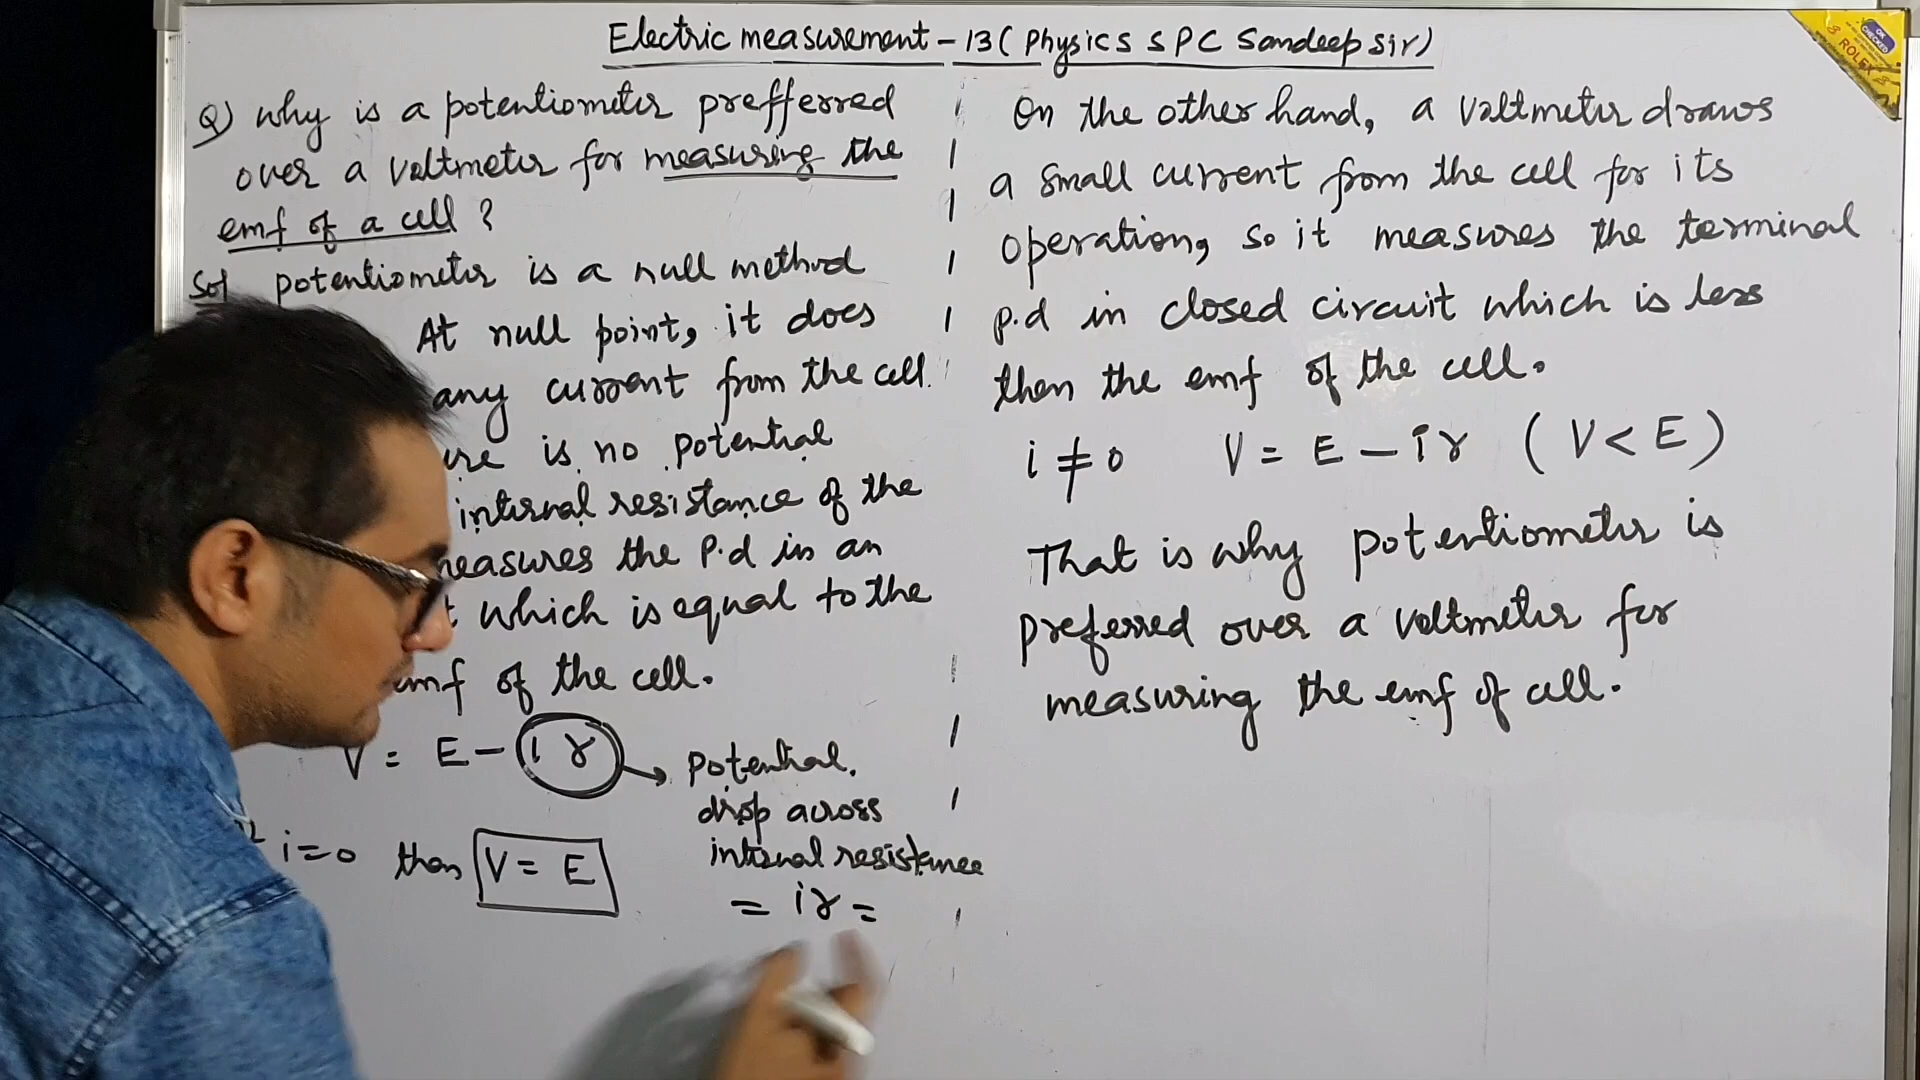 Electric measurement - 13 ( Physics SPC Sandeep sir )
Q) Why is a potentiometer prefferred
over a voltmeter for measuring the
emf of a cell ?
Sol potentiometer is a null method
At null point, it does
any current from the cell.
is no potential
internal resistance of the
measures the p.d in an
which is equal to the
emf of the cell.
V = E - i r → potential
drop across
internal resistance
= i r =
i = 0 then V = E
On the other hand, a voltmeter draws
a small current from the cell for its
operation, so it measures the terminal
p.d in closed circuit which is less
then the emf of the cell.
i ≠ 0 V = E - i r ( V < E )
That is why potentiometer is
preferred over a voltmeter for
measuring the emf of cell.
OK
CHECKED
ROLEX